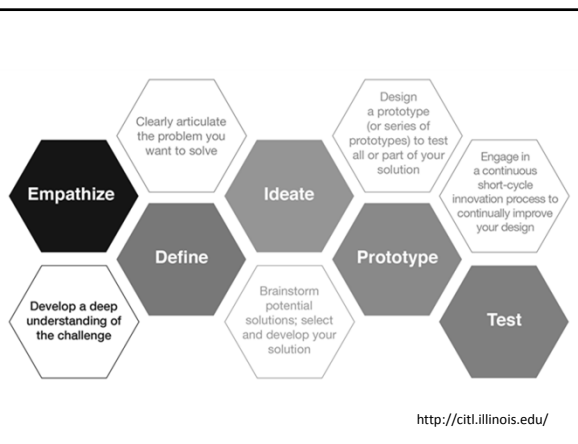 Empathize
Develop a deep
understanding of
the challenge
Clearly articulate
the problem you
want to solve
Define
Ideate
Brainstorm
potential
solutions; select
and develop your
solution
Design
a prototype
(or series of
prototypes) to test
all or part of your
solution
Prototype
Engage in
a continuous
short-cycle
innovation process to
continually improve
your design
Test
http://citl.illinois.edu/